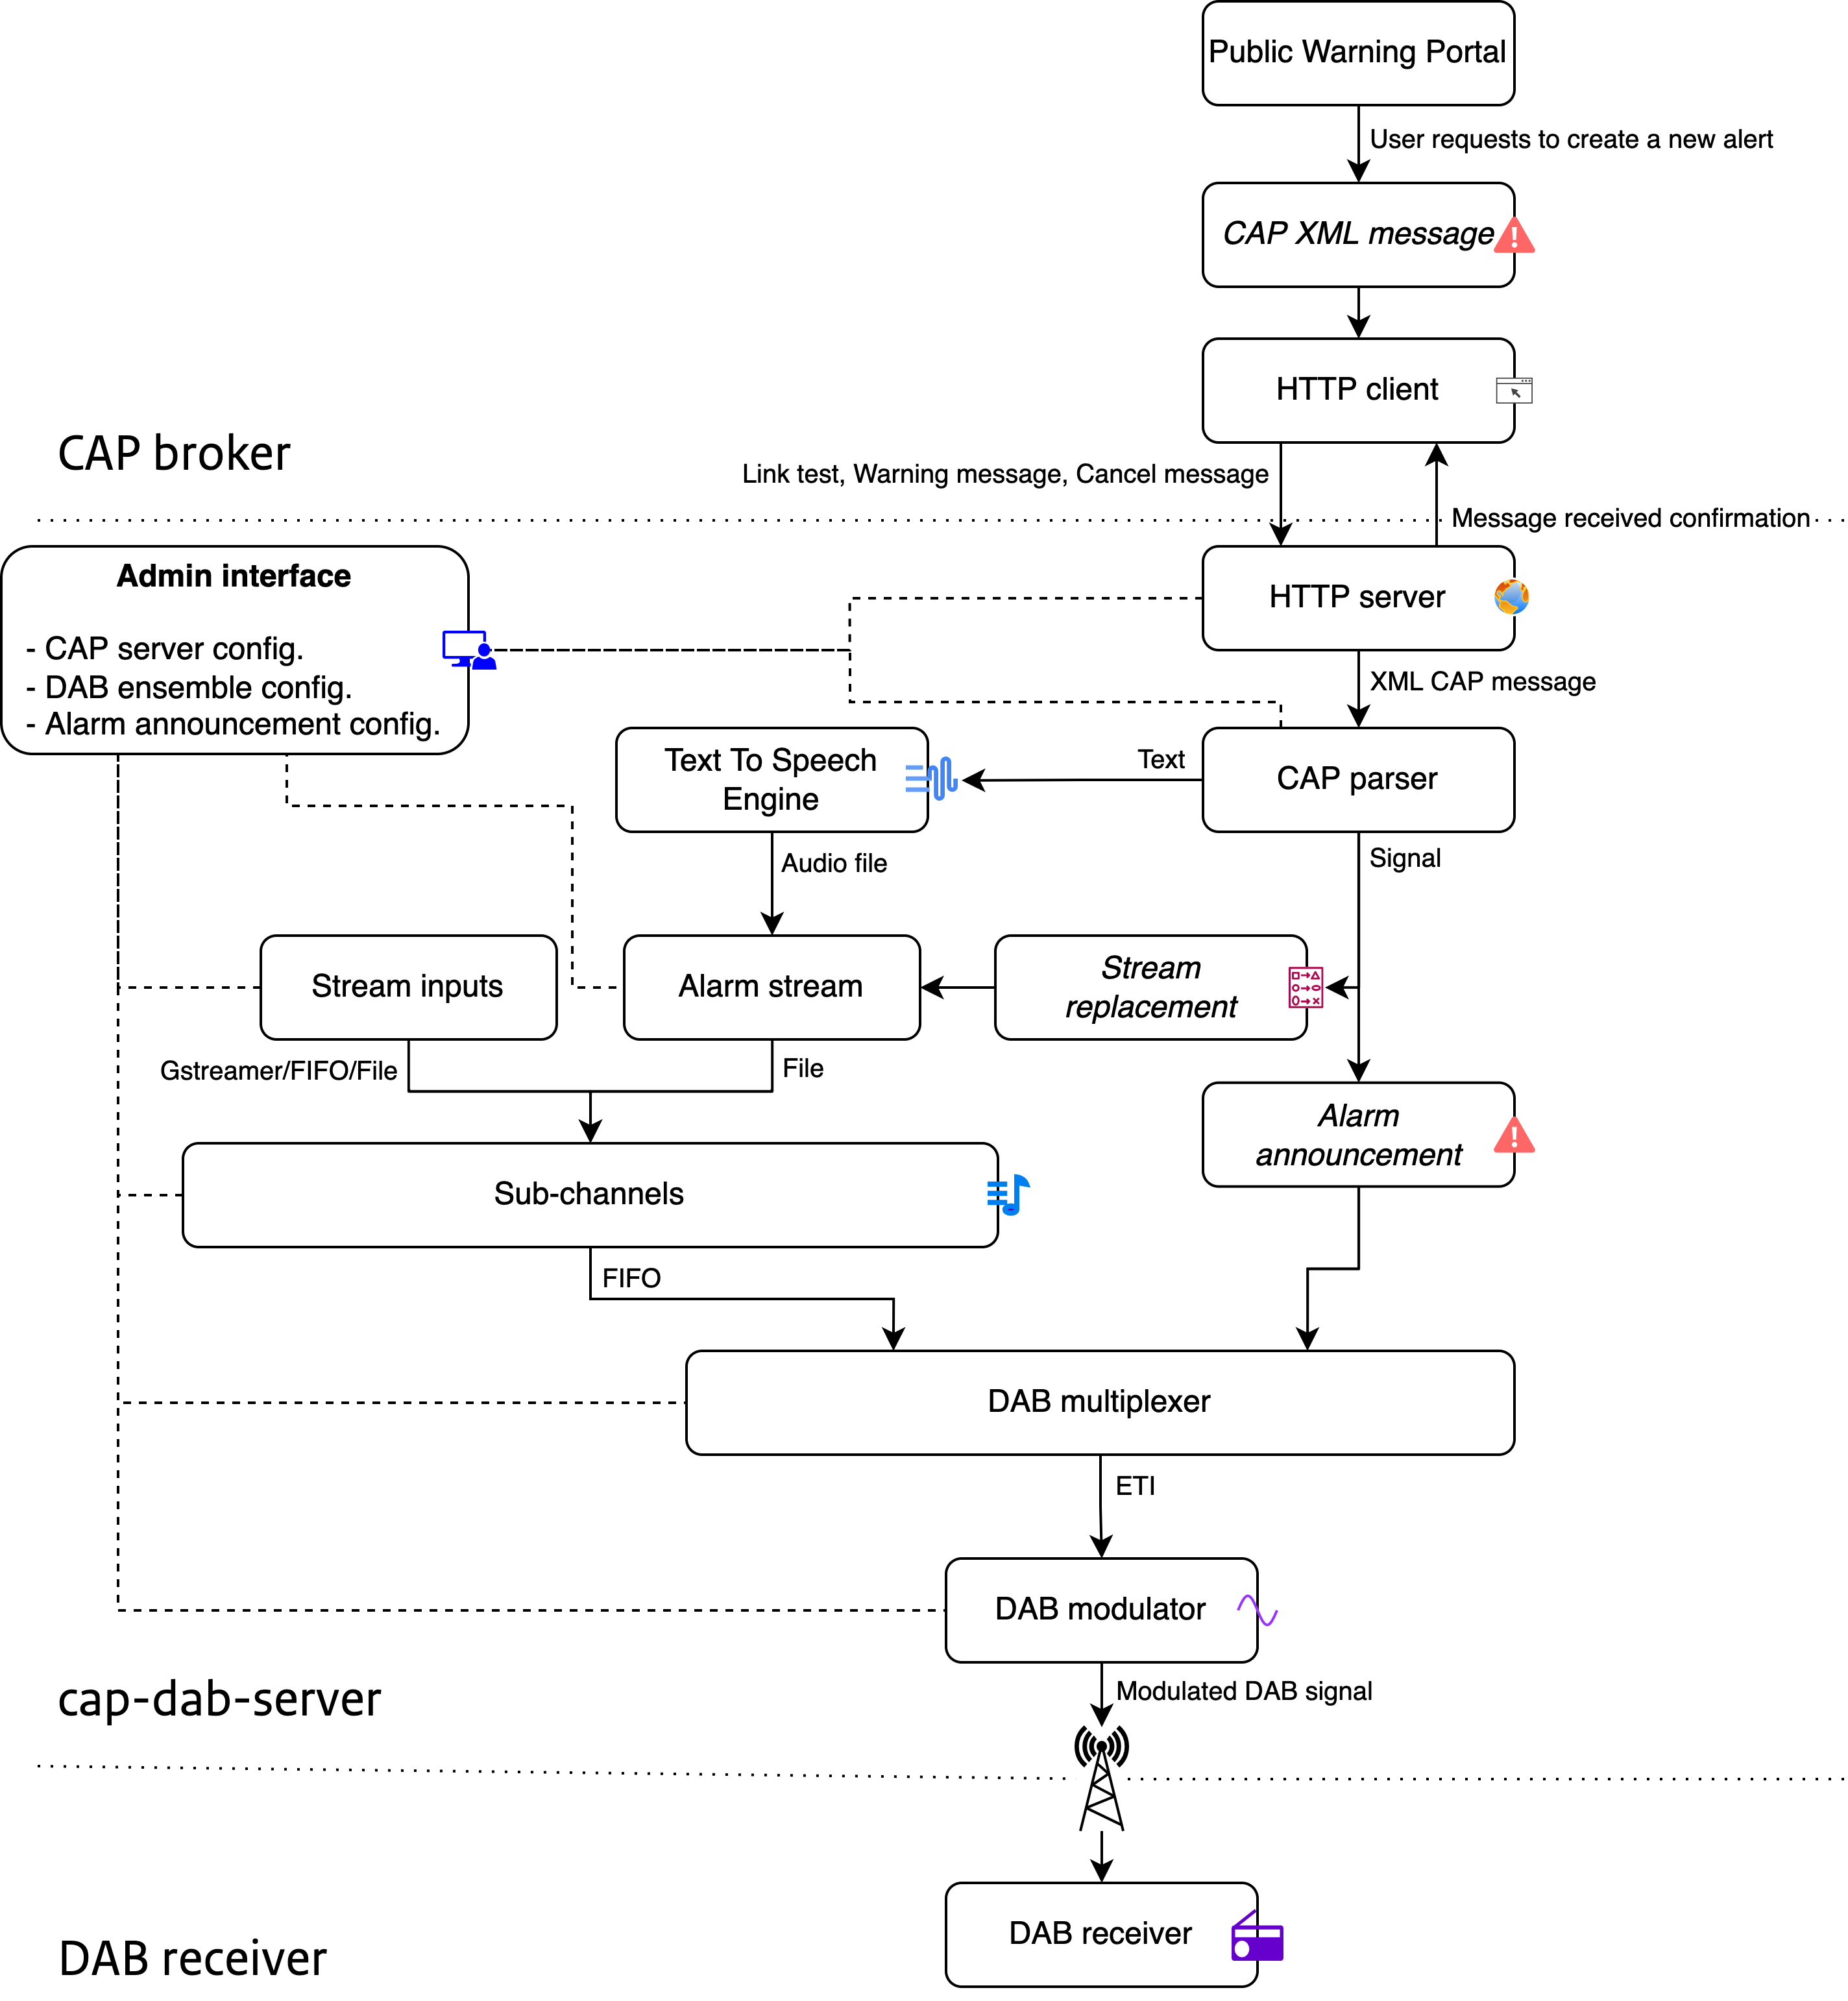 Public Warning Portal
User requests to create a new alert
CAP XML message
HTTP client
CAP broker
Link test, Warning message, Cancel message
Message received confirmation
Admin interface
- CAP server config.
- DAB ensemble config.
- Alarm announcement config.
HTTP server
XML CAP message
Text To Speech
Engine
Text
CAP parser
Audio file
Signal
Stream inputs
Alarm stream
Stream
replacement
Gstreamer/FIFO/File
File
Alarm
announcement
Sub-channels
FIFO
DAB multiplexer
ETI
DAB modulator
cap-dab-server
Modulated DAB signal
DAB receiver
DAB receiver